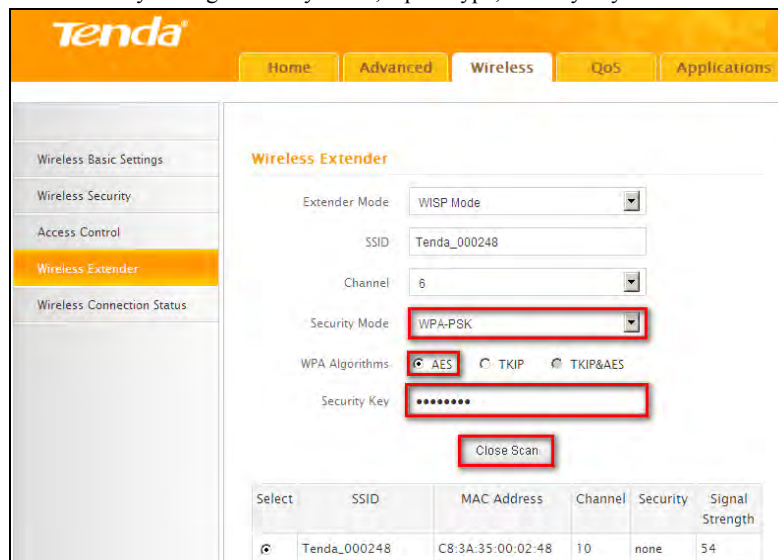 Tenda
Home Advanced Wireless QoS Applications
Wireless Basic Settings
Wireless Security
Access Control
Wireless Extender
Wireless Connection Status
Wireless Extender
Extender Mode WISP Mode
SSID Tenda_000248
Channel 6
Security Mode WPA-PSK
WPA Algorithms AES TKIP TKIP&AES
Security Key ••••••••
Close Scan
Select SSID MAC Address Channel Security Signal Strength
Tenda_000248 C8:3A:35:00:02:48 10 none 54